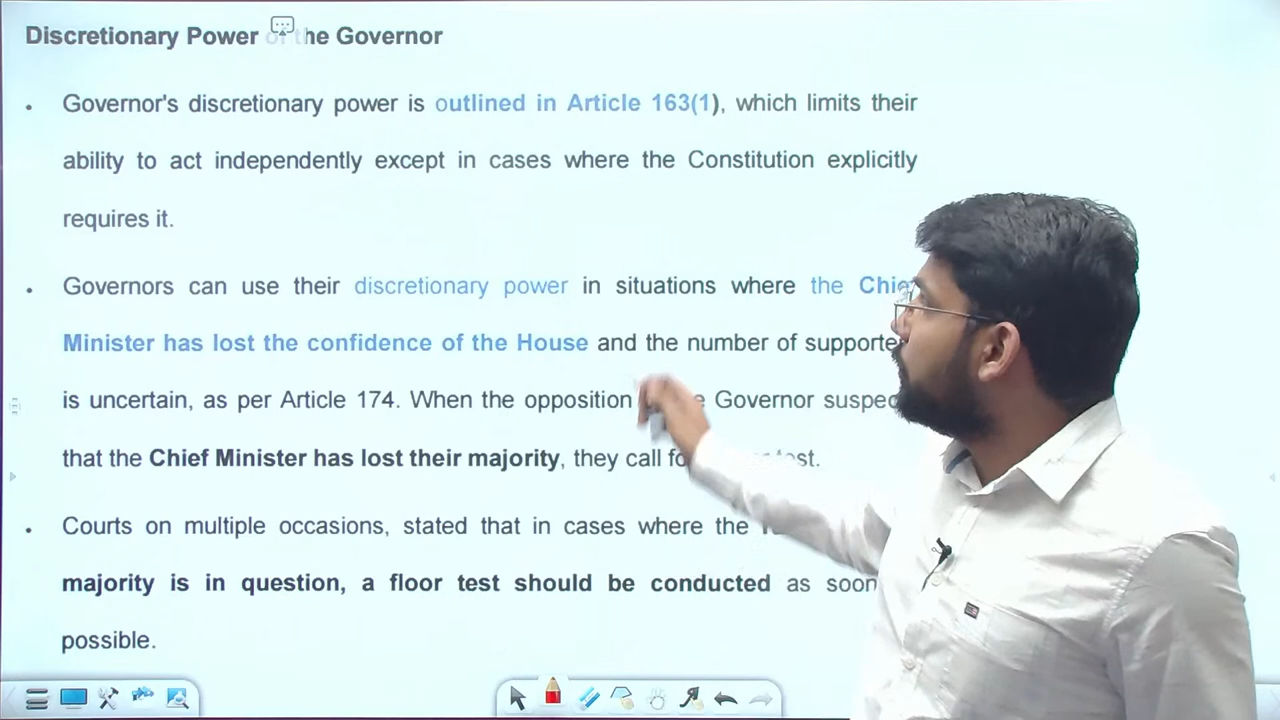 Discretionary Power of the Governor
Governor's discretionary power is outlined in Article 163(1), which limits their
ability to act independently except in cases where the Constitution explicitly
requires it.
Governors can use their discretionary power in situations where the
Minister has lost the confidence of the House and the number of
is uncertain, as per Article 174. When the opposition Governor
that the Chief Minister has lost their majority, they call
Courts on multiple occasions, stated that in cases where the
majority is in question, a floor test should be conducted as soon
possible.